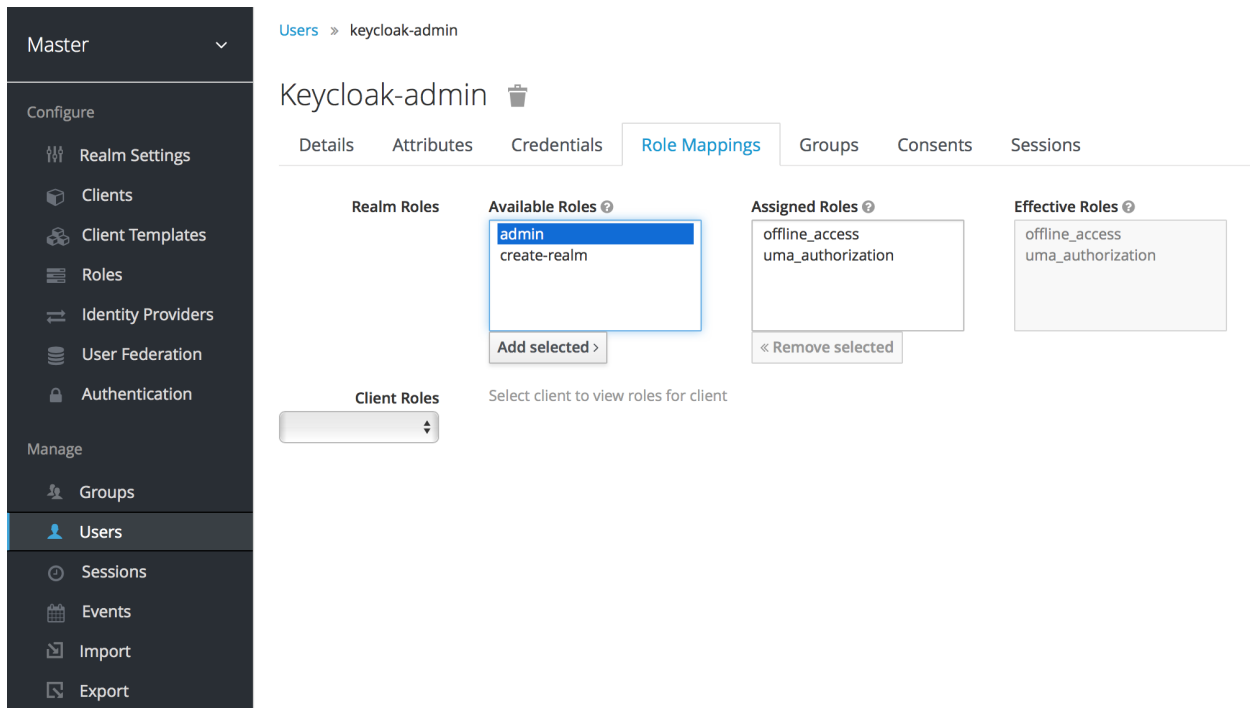 Master
Configure
Realm Settings
Clients
Client Templates
Roles
Identity Providers
User Federation
Authentication
Manage
Groups
Users
Sessions
Events
Import
Export
Users » keycloak-admin
Keycloak-admin
Details Attributes Credentials Role Mappings Groups Consents Sessions
Realm Roles
Available Roles ?
admin
create-realm
Add selected ›
Assigned Roles ?
offline_access
uma_authorization
« Remove selected
Effective Roles ?
offline_access
uma_authorization
Client Roles
Select client to view roles for client